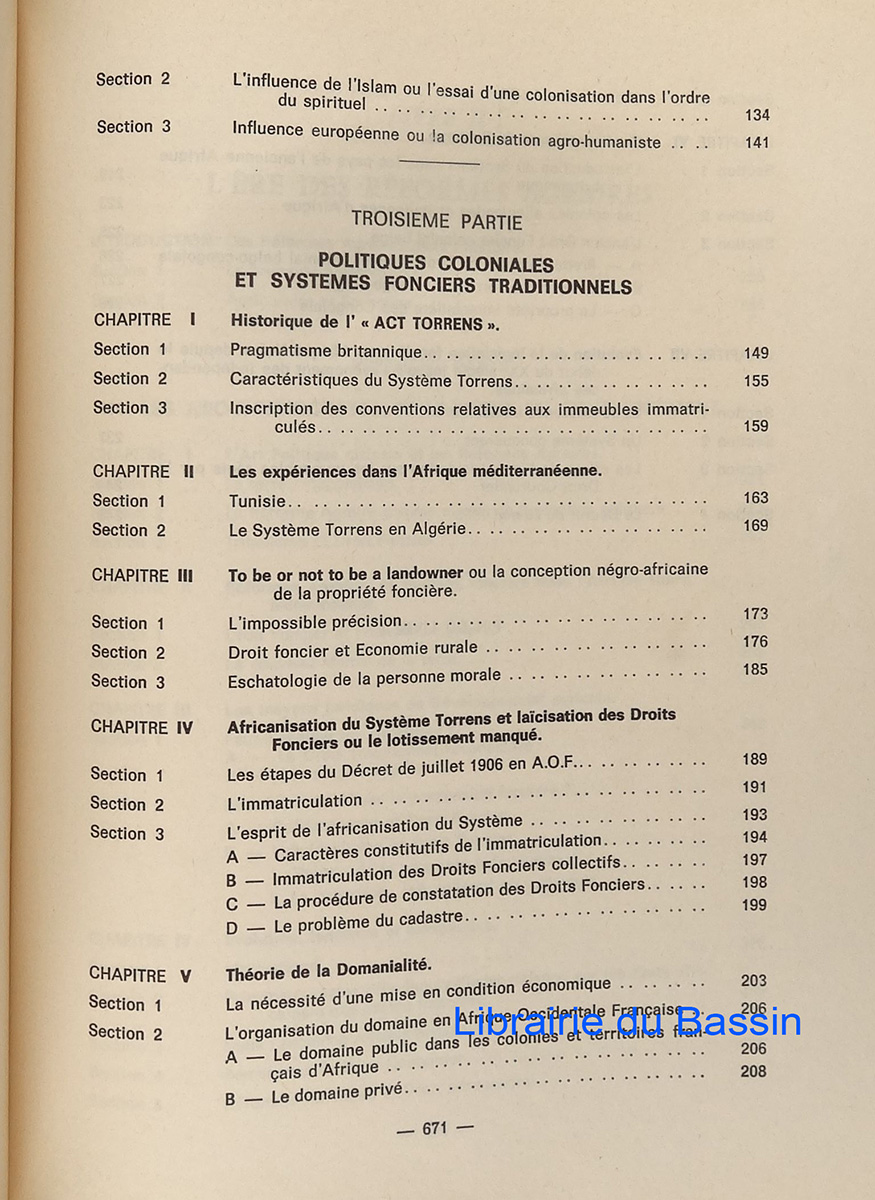 Section 2 L'influence de l'Islam ou l'essai d'une colonisation dans l'ordre
du spirituel .. .. .. .. .. .. .. .. .. .. .. .. .. .. .. .. .. 134
Section 3 Influence européenne ou la colonisation agro-humaniste .. .. 141
TROISIEME PARTIE
POLITIQUES COLONIALES
ET SYSTEMES FONCIERS TRADITIONNELS
CHAPITRE I Historique de l' « ACT TORRENS ».
Section 1 Pragmatisme britannique.. .. .. .. .. .. .. .. .. .. .. .. .. 149
Section 2 Caractéristiques du Système Torrens.. .. .. .. .. .. .. .. .. 155
Section 3 Inscription des conventions relatives aux immeubles immatri-
culés.. .. .. .. .. .. .. .. .. .. .. .. .. .. .. .. .. .. 159
CHAPITRE II Les expériences dans l'Afrique méditerranéenne.
Section 1 Tunisie.. .. .. .. .. .. .. .. .. .. .. .. .. .. .. .. .. .. 163
Section 2 Le Système Torrens en Algérie.. .. .. .. .. .. .. .. .. .. .. 169
CHAPITRE III To be or not to be a landowner ou la conception négro-africaine
de la propriété foncière.
Section 1 L'impossible précision.. .. .. .. .. .. .. .. .. .. .. .. .. 173
Section 2 Droit foncier et Economie rurale .. .. .. .. .. .. .. .. .. .. 176
Section 3 Eschatologie de la personne morale .. .. .. .. .. .. .. .. .. 185
CHAPITRE IV Africanisation du Système Torrens et laïcisation des Droits
Fonciers ou le lotissement manqué.
Section 1 Les étapes du Décret de juillet 1906 en A.O.F.. .. .. .. .. .. 189
Section 2 L'immatriculation .. .. .. .. .. .. .. .. .. .. .. .. .. .. .. 191
Section 3 L'esprit de l'africanisation du Système .. .. .. .. .. .. .. .. 193
A — Caractères constitutifs de l'immatriculation.. .. .. .. .. 194
B — Immatriculation des Droits Fonciers collectifs.. .. .. .. 197
C — La procédure de constatation des Droits Fonciers.. .. .. 198
D — Le problème du cadastre.. .. .. .. .. .. .. .. .. .. .. 199
CHAPITRE V Théorie de la Domanialité.
Section 1 La nécessité d'une mise en condition économique .. .. .. .. 203
Section 2 L'organisation du domaine en Afrique Occidentale Française .. 206
A — Le domaine public dans les colonies et territoires fran-
çais d'Afrique .. .. .. .. .. .. .. .. .. .. .. .. .. .. 206
B — Le domaine privé.. .. .. .. .. .. .. .. .. .. .. .. .. 208
Librairie du Bassin
— 671 —